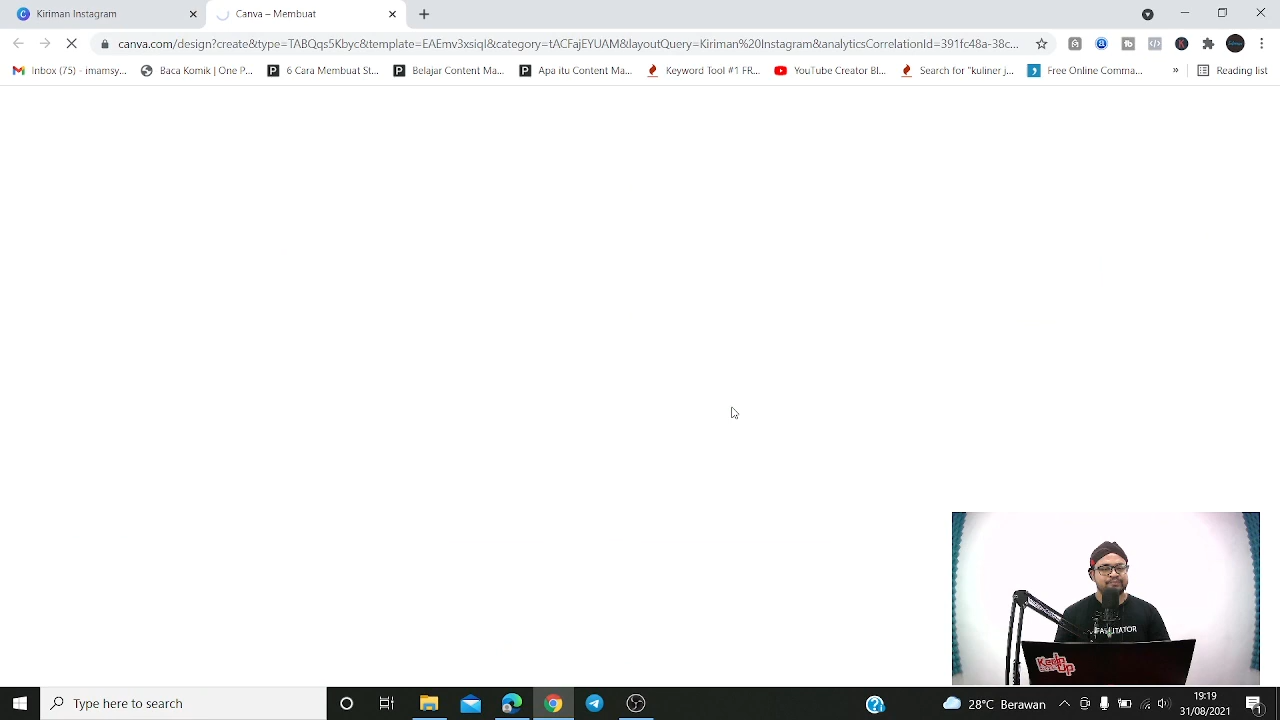 Kiriman Instagram
Canva – Membuat
canva.com/design?create&type=TABQqs5Kbyc&template=EAEmvi3xsi8&category=tACFajEYUAM&layoutQuery=Kiriman%20Instagram&analyticsCorrelationId=391fc48a-38c...
Inbox (75) - imamsy...
Baca Komik | One P...
6 Cara Membuat St...
Belajar Content Ma...
Apa itu Content Ma...
Keyword Tool #1 FR...
YouTube Creator Bl...
Search for "kuliner j...
Free Online Comma...
»
Reading list
FASILITATOR
KedaiUp
Type here to search
28°C Berawan
19:19
31/08/2021